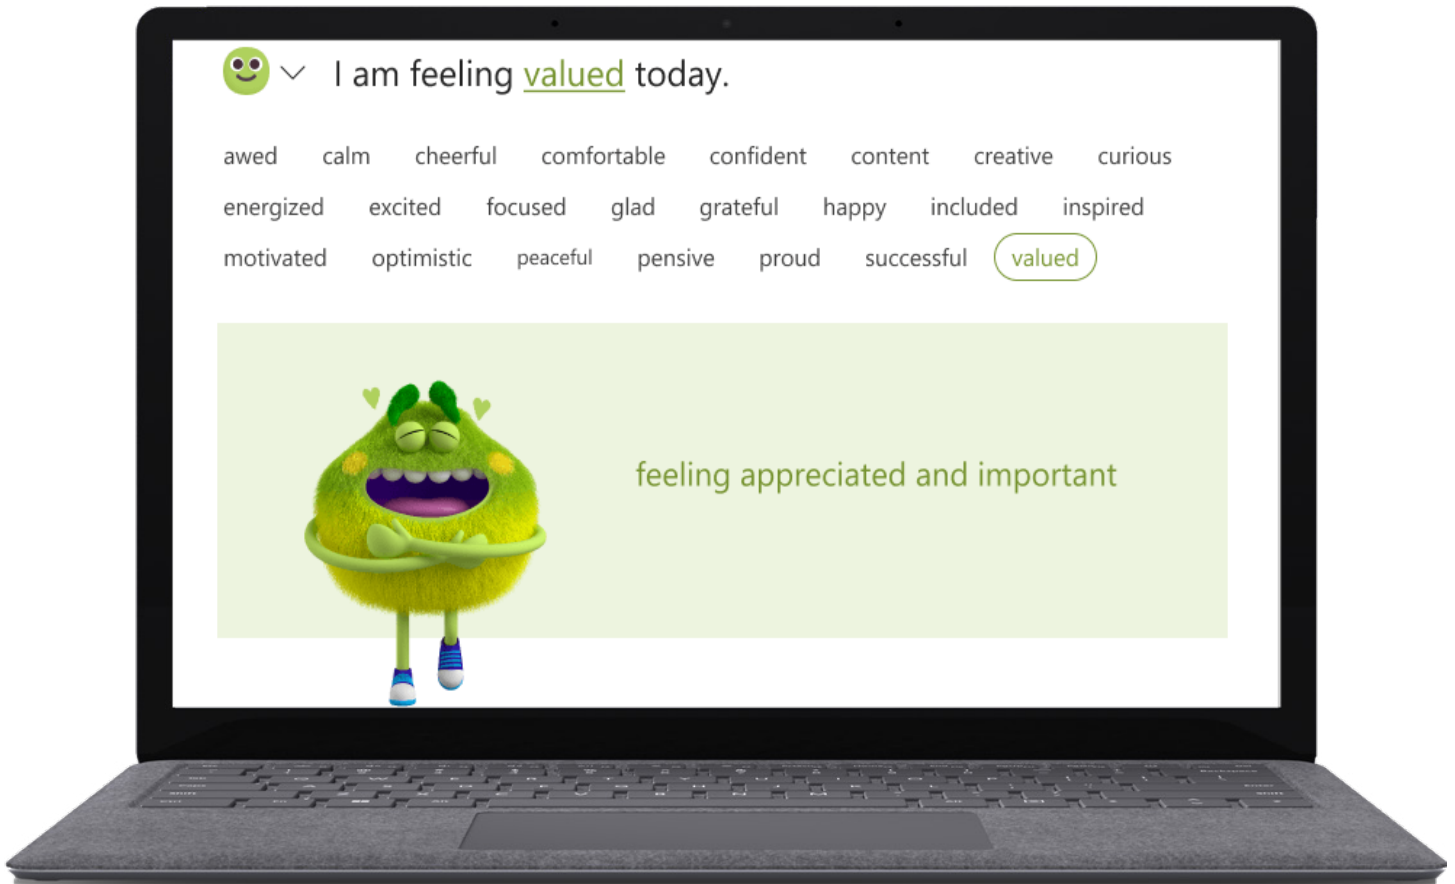 I am feeling valued today.
awed calm cheerful comfortable confident content creative curious
energized excited focused glad grateful happy included inspired
motivated optimistic peaceful pensive proud successful valued
feeling appreciated and important